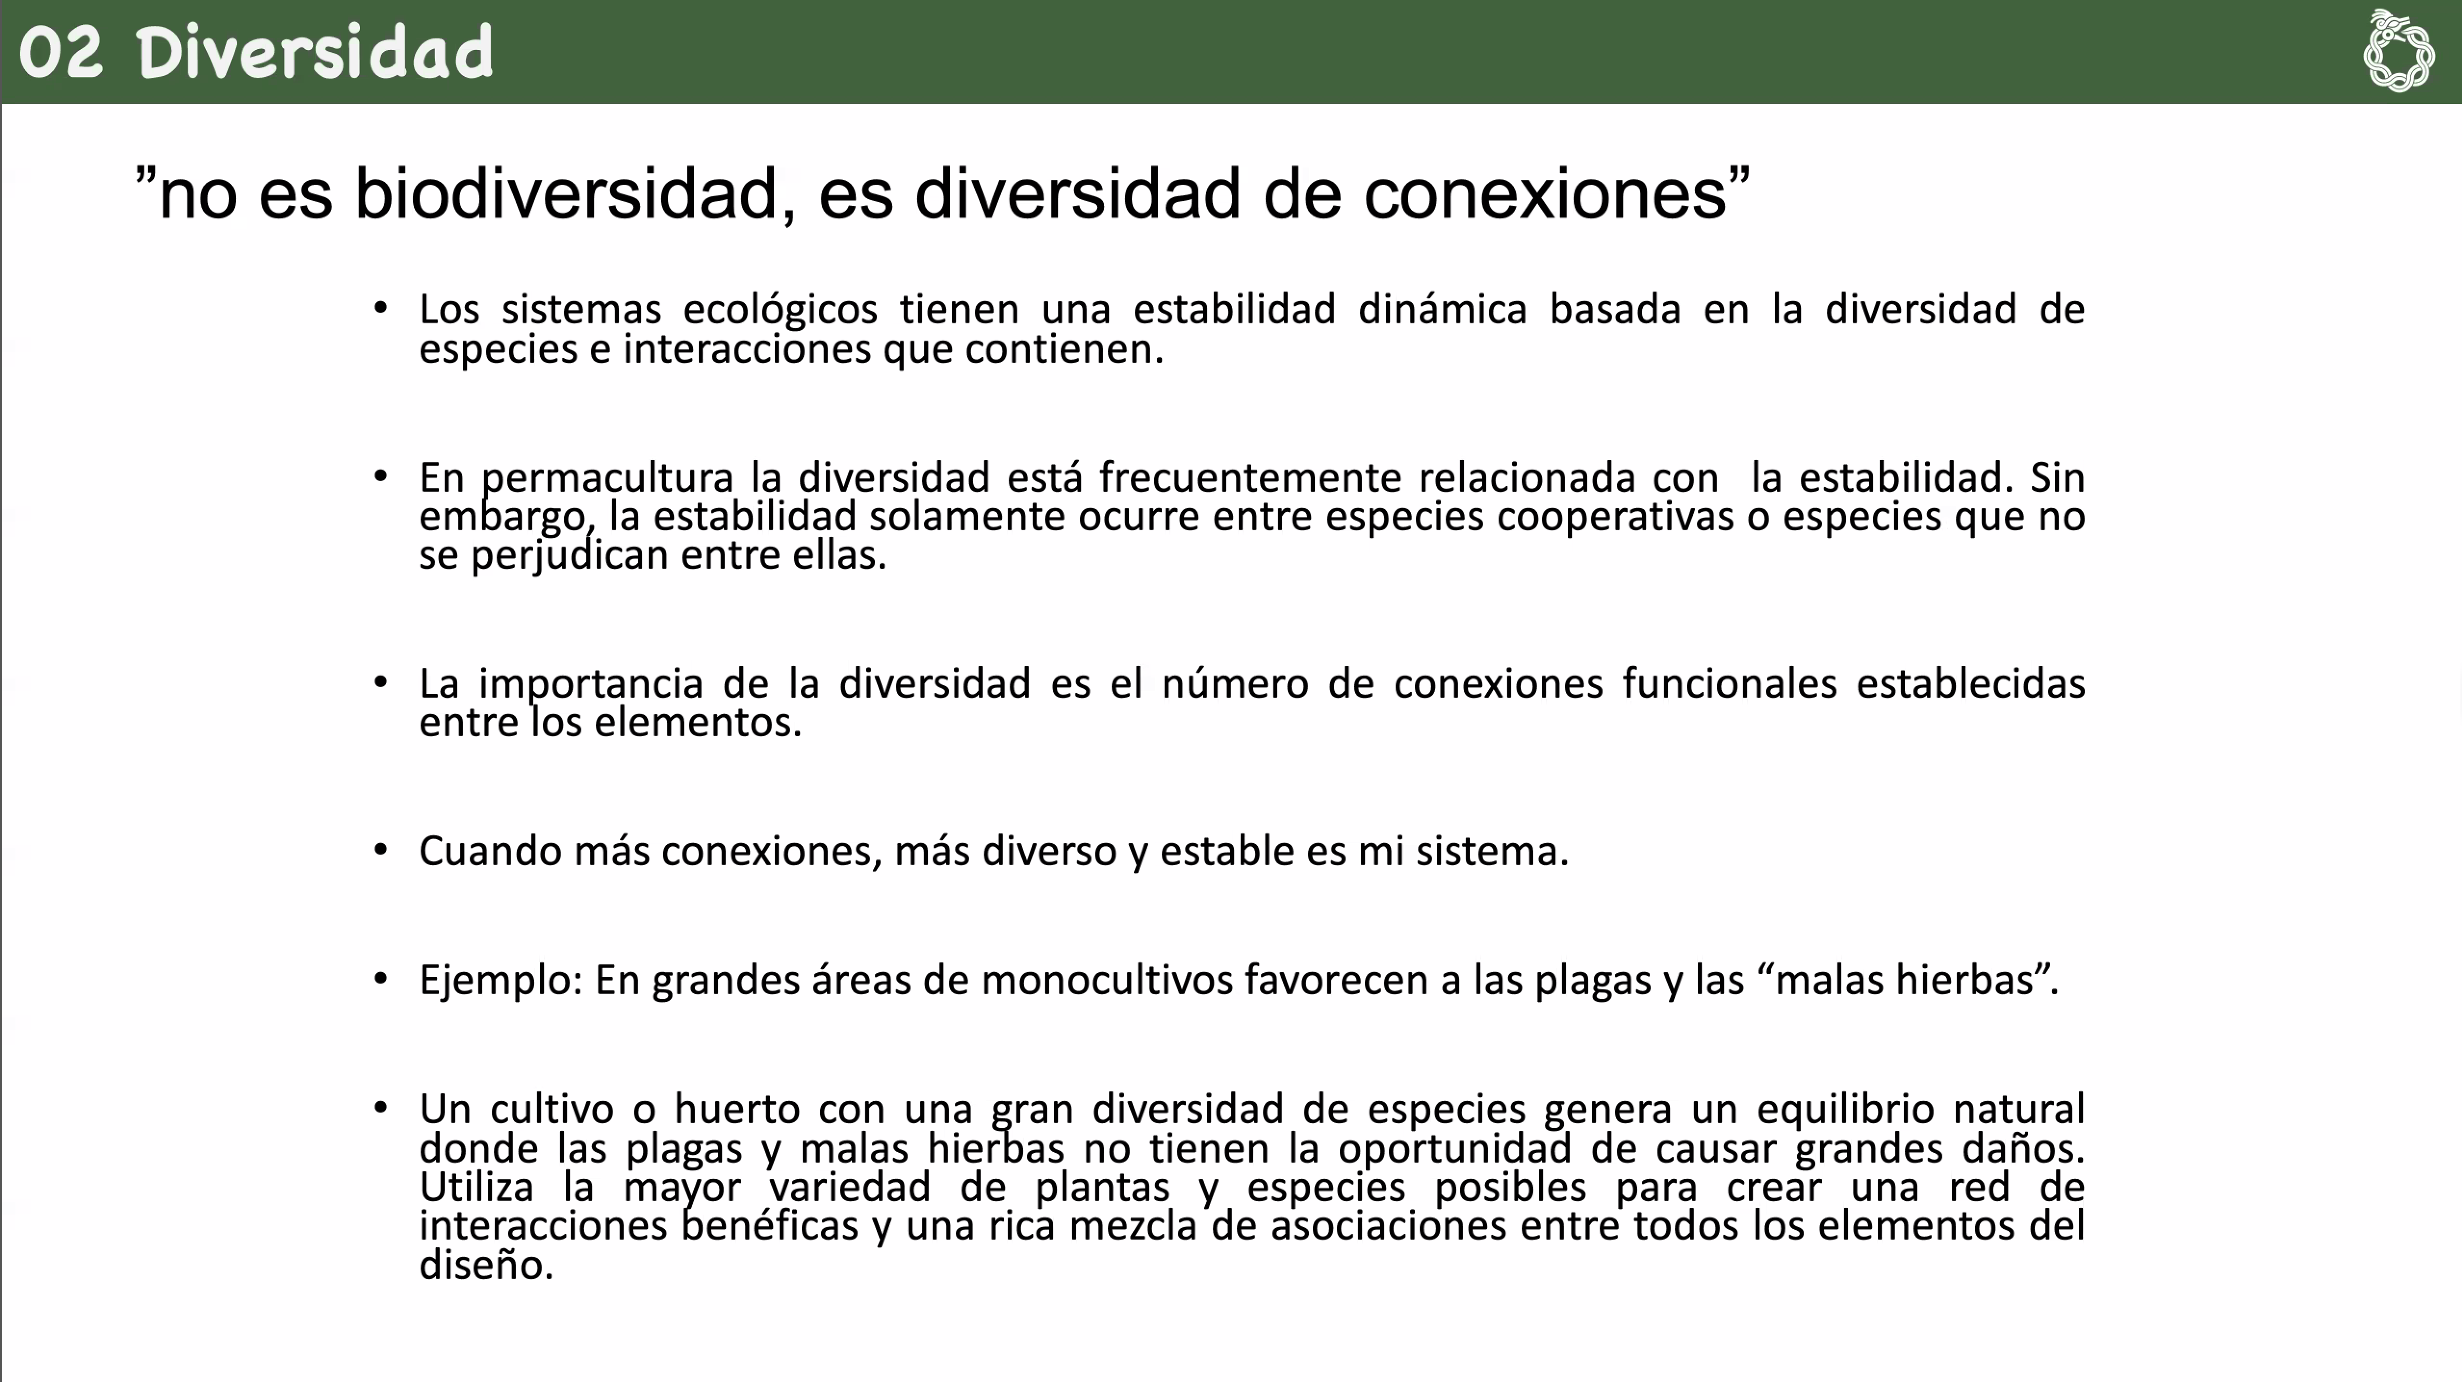 02 Diversidad
”no es biodiversidad, es diversidad de conexiones”
• Los sistemas ecológicos tienen una estabilidad dinámica basada en la diversidad de
especies e interacciones que contienen.
• En permacultura la diversidad está frecuentemente relacionada con  la estabilidad. Sin
embargo, la estabilidad solamente ocurre entre especies cooperativas o especies que no
se perjudican entre ellas.
• La importancia de la diversidad es el número de conexiones funcionales establecidas
entre los elementos.
• Cuando más conexiones, más diverso y estable es mi sistema.
• Ejemplo: En grandes áreas de monocultivos favorecen a las plagas y las “malas hierbas”.
• Un cultivo o huerto con una gran diversidad de especies genera un equilibrio natural
donde las plagas y malas hierbas no tienen la oportunidad de causar grandes daños.
Utiliza la mayor variedad de plantas y especies posibles para crear una red de
interacciones benéficas y una rica mezcla de asociaciones entre todos los elementos del
diseño.